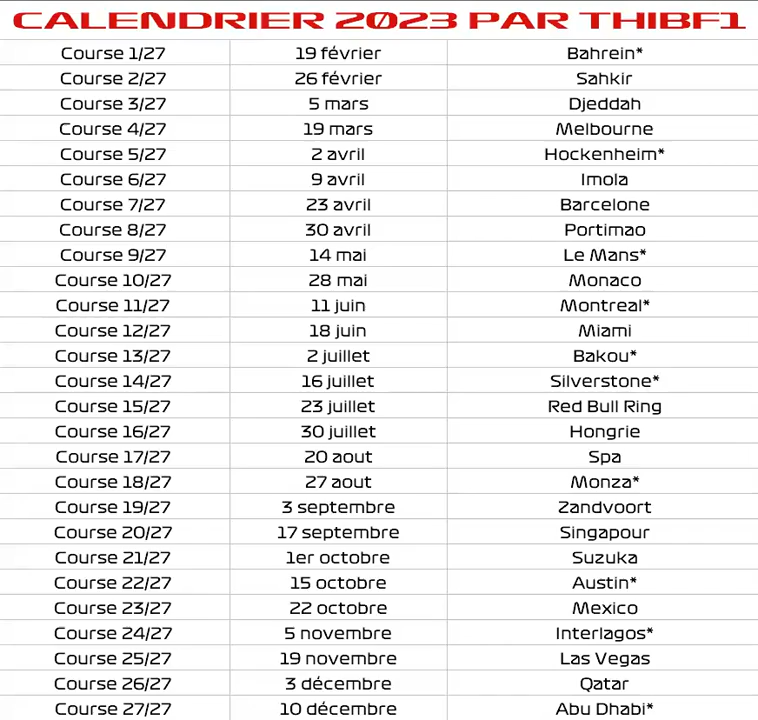 CALENDRIER 2023 PAR THIBF1
Course 1/27 19 février Bahrein*
Course 2/27 26 février Sahkir
Course 3/27 5 mars Djeddah
Course 4/27 19 mars Melbourne
Course 5/27 2 avril Hockenheim*
Course 6/27 9 avril Imola
Course 7/27 23 avril Barcelone
Course 8/27 30 avril Portimao
Course 9/27 14 mai Le Mans*
Course 10/27 28 mai Monaco
Course 11/27 11 juin Montreal*
Course 12/27 18 juin Miami
Course 13/27 2 juillet Bakou*
Course 14/27 16 juillet Silverstone*
Course 15/27 23 juillet Red Bull Ring
Course 16/27 30 juillet Hongrie
Course 17/27 20 aout Spa
Course 18/27 27 aout Monza*
Course 19/27 3 septembre Zandvoort
Course 20/27 17 septembre Singapour
Course 21/27 1er octobre Suzuka
Course 22/27 15 octobre Austin*
Course 23/27 22 octobre Mexico
Course 24/27 5 novembre Interlagos*
Course 25/27 19 novembre Las Vegas
Course 26/27 3 décembre Qatar
Course 27/27 10 décembre Abu Dhabi*